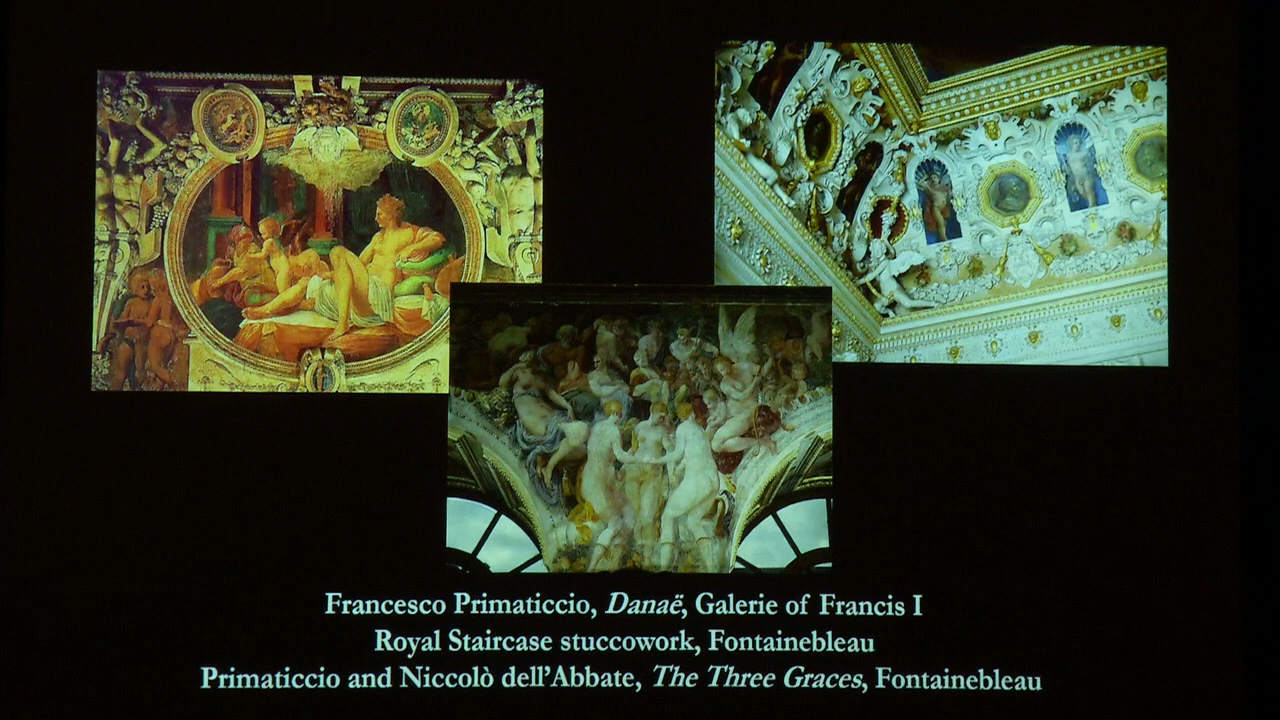 Francesco Primaticcio, Danaë, Galerie of Francis I
Royal Staircase stuccowork, Fontainebleau
Primaticcio and Niccolò dell'Abbate, The Three Graces, Fontainebleau